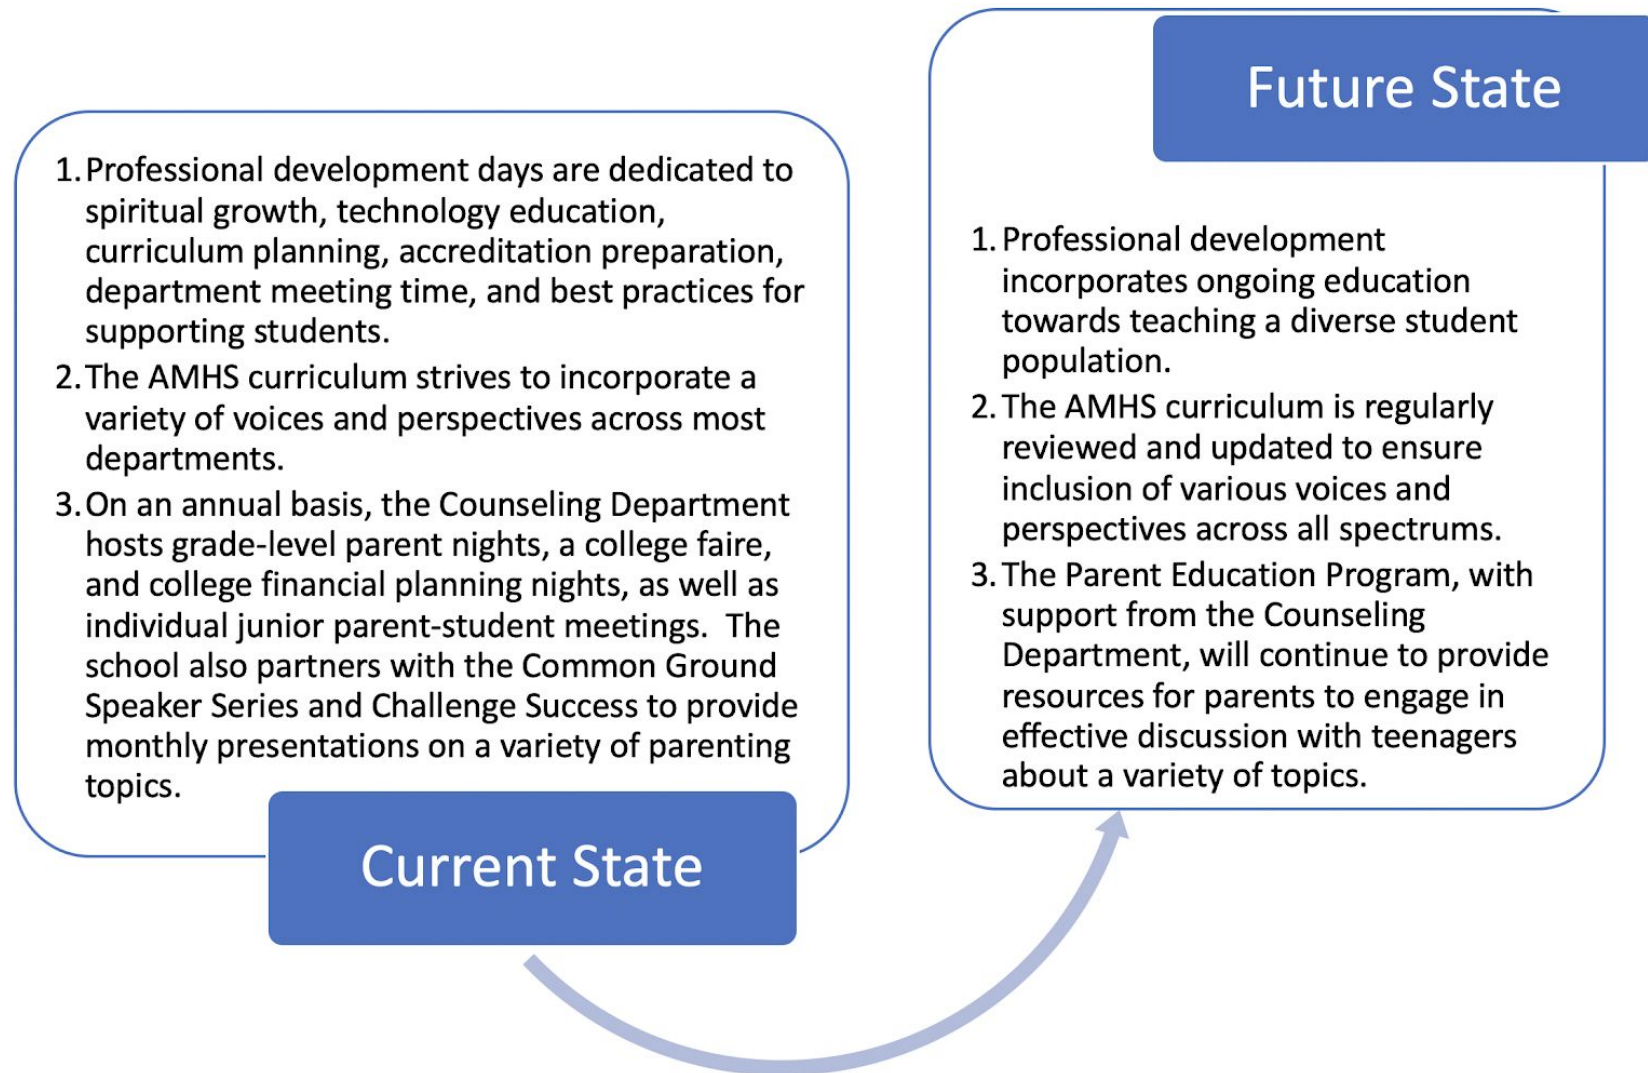 1. Professional development days are dedicated to
spiritual growth, technology education,
curriculum planning, accreditation preparation,
department meeting time, and best practices for
supporting students.
2. The AMHS curriculum strives to incorporate a
variety of voices and perspectives across most
departments.
3. On an annual basis, the Counseling Department
hosts grade-level parent nights, a college faire,
and college financial planning nights, as well as
individual junior parent-student meetings.  The
school also partners with the Common Ground
Speaker Series and Challenge Success to provide
monthly presentations on a variety of parenting
topics.
Current State
Future State
1. Professional development
incorporates ongoing education
towards teaching a diverse student
population.
2. The AMHS curriculum is regularly
reviewed and updated to ensure
inclusion of various voices and
perspectives across all spectrums.
3. The Parent Education Program, with
support from the Counseling
Department, will continue to provide
resources for parents to engage in
effective discussion with teenagers
about a variety of topics.